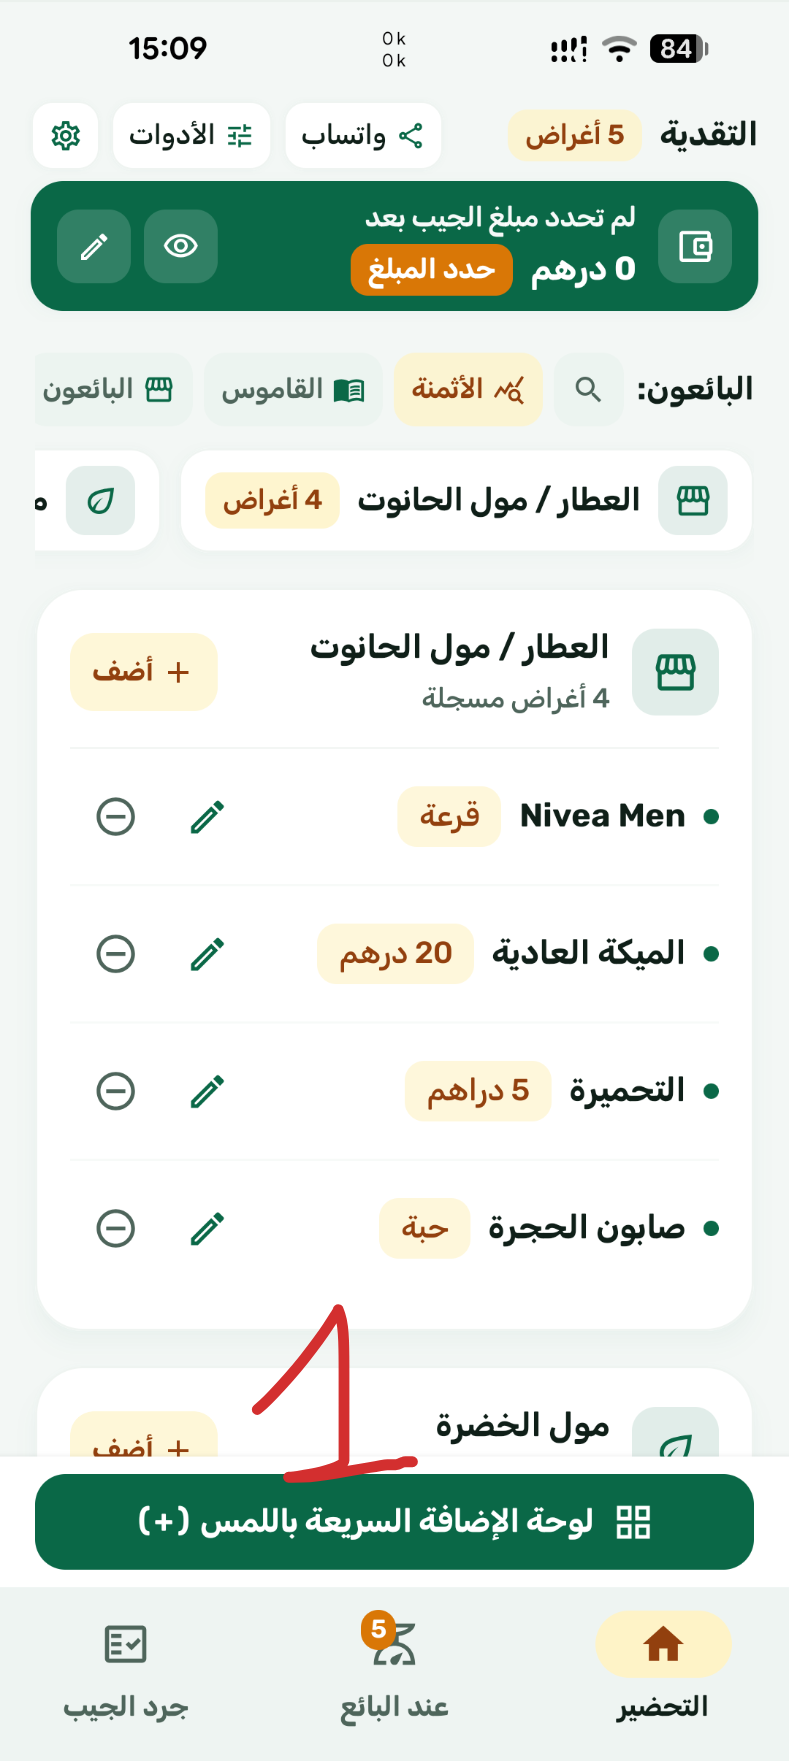 15:09
0 k
0 k
84
التقدية
5 أغراض
واتساب
الأدوات
لم تحدد مبلغ الجيب بعد
0 درهم
حدد المبلغ
البائعون:
الأثمنة
القاموس
البائعون
العطار / مول الحانوت
4 أغراض
العطار / مول الحانوت
4 أغراض مسجلة
+ أضف
Nivea Men
قرعة
الميكة العادية
20 درهم
التحميرة
5 دراهم
صابون الحجرة
حبة
1
مول الخضرة
+ أضف
لوحة الإضافة السريعة باللمس (+)
التحضير
5
عند البائع
جرد الجيب